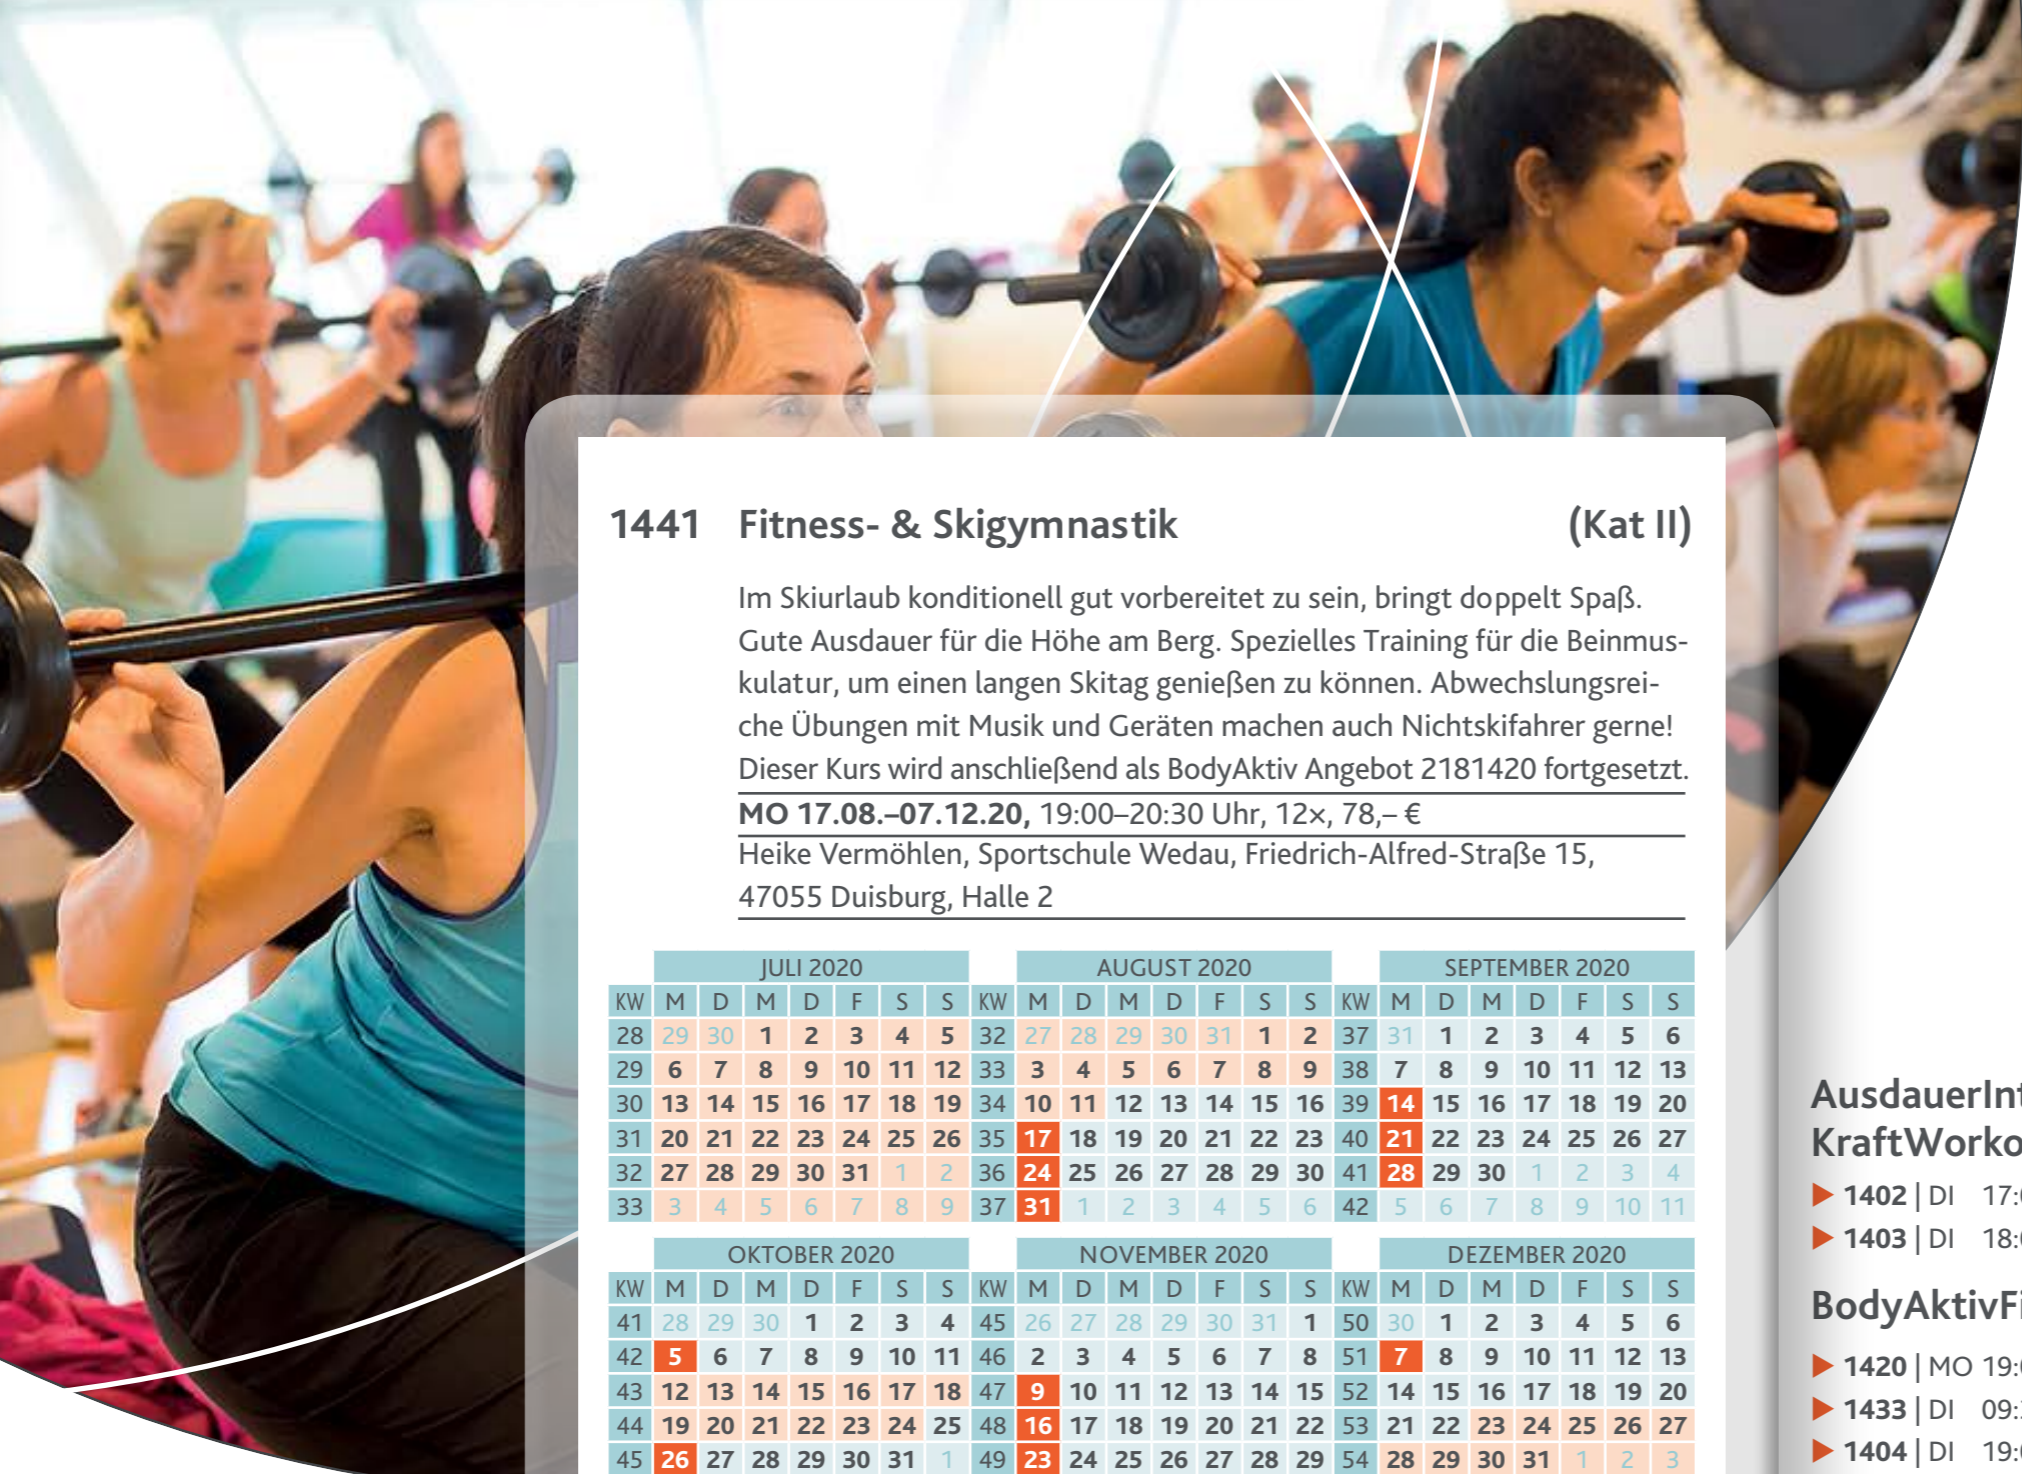 1441 Fitness- & Skigymnastik (Kat II)
Im Skiurlaub konditionell gut vorbereitet zu sein, bringt doppelt Spaß.
Gute Ausdauer für die Höhe am Berg. Spezielles Training für die Beinmus-
kulatur, um einen langen Skitag genießen zu können. Abwechslungsrei-
che Übungen mit Musik und Geräten machen auch Nichtskifahrer gerne!
Dieser Kurs wird anschließend als BodyAktiv Angebot 2181420 fortgesetzt.
MO 17.08.–07.12.20, 19:00–20:30 Uhr, 12×, 78,– €
Heike Vermöhlen, Sportschule Wedau, Friedrich-Alfred-Straße 15,
47055 Duisburg, Halle 2
JULI 2020 AUGUST 2020 SEPTEMBER 2020
KW M D M D F S S KW M D M D F S S KW M D M D F S S
28 29 30 1 2 3 4 5 32 27 28 29 30 31 1 2 37 31 1 2 3 4 5 6
29 6 7 8 9 10 11 12 33 3 4 5 6 7 8 9 38 7 8 9 10 11 12 13
30 13 14 15 16 17 18 19 34 10 11 12 13 14 15 16 39 14 15 16 17 18 19 20
31 20 21 22 23 24 25 26 35 17 18 19 20 21 22 23 40 21 22 23 24 25 26 27
32 27 28 29 30 31 1 2 36 24 25 26 27 28 29 30 41 28 29 30 1 2 3 4
33 3 4 5 6 7 8 9 37 31 1 2 3 4 5 6 42 5 6 7 8 9 10 11
OKTOBER 2020 NOVEMBER 2020 DEZEMBER 2020
KW M D M D F S S KW M D M D F S S KW M D M D F S S
41 28 29 30 1 2 3 4 45 26 27 28 29 30 31 1 50 30 1 2 3 4 5 6
42 5 6 7 8 9 10 11 46 2 3 4 5 6 7 8 51 7 8 9 10 11 12 13
43 12 13 14 15 16 17 18 47 9 10 11 12 13 14 15 52 14 15 16 17 18 19 20
44 19 20 21 22 23 24 25 48 16 17 18 19 20 21 22 53 21 22 23 24 25 26 27
45 26 27 28 29 30 31 1 49 23 24 25 26 27 28 29 54 28 29 30 31 1 2 3
AusdauerInt
KraftWorko
1402 | DI 17:0
1403 | DI 18:0
BodyAktivFi
1420 | MO 19:0
1433 | DI 09:3
1404 | DI 19:0